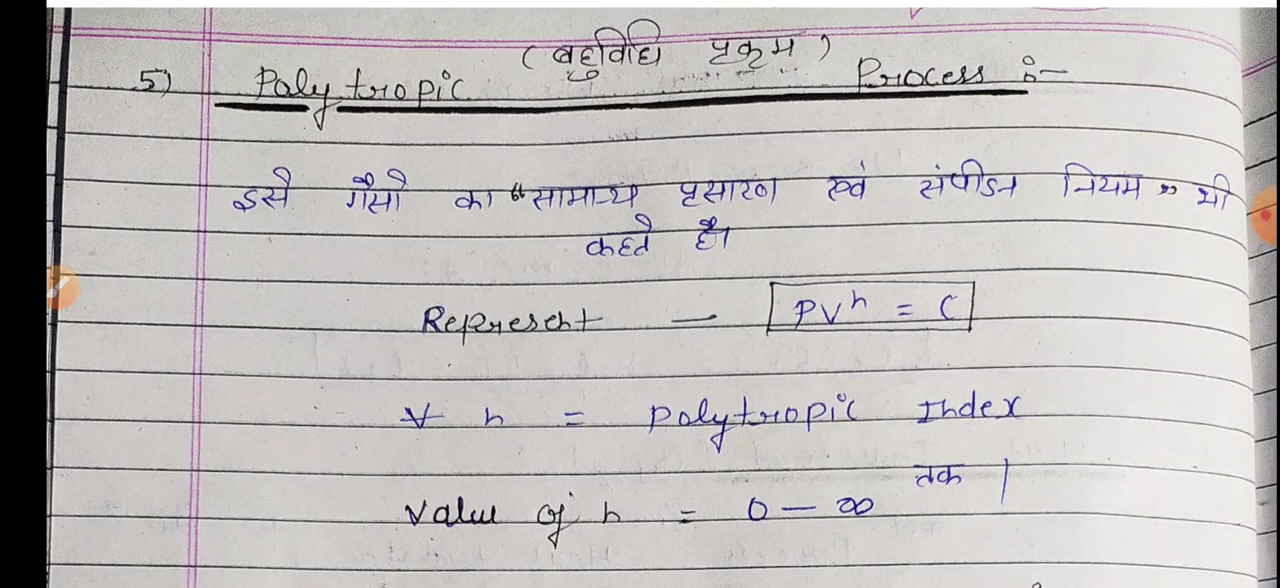 (बहुविधि प्रक्रम)
5) Polytropic Process :-
इसे गैसो का "सामान्य प्रसारण एवं संपीडन नियम" भी
कहते है।
Represent — PVⁿ = C
∀ n = Polytropic Index
Value of n = 0 – ∞ तक |